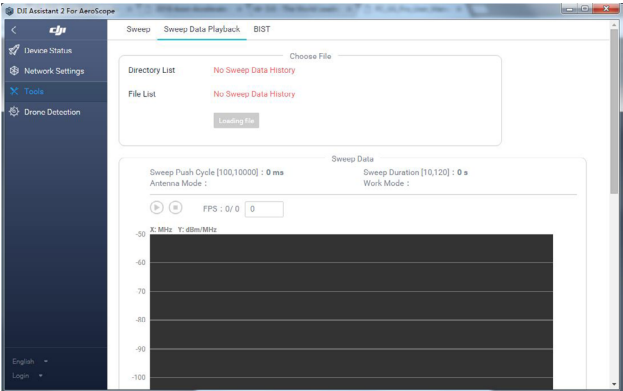 DJI Assistant 2 For AeroScope
dji
Device Status
Network Settings
Tools
Drone Detection
English
Login
Sweep Sweep Data Playback BIST
Choose File
Directory List No Sweep Data History
File List No Sweep Data History
Loading file
Sweep Data
Sweep Push Cycle [100,10000] : 0 ms Sweep Duration [10,120] : 0 s
Antenna Mode : Work Mode :
FPS : 0/ 0 0
X: MHz Y: dBm/MHz
-50
-60
-70
-80
-90
-100